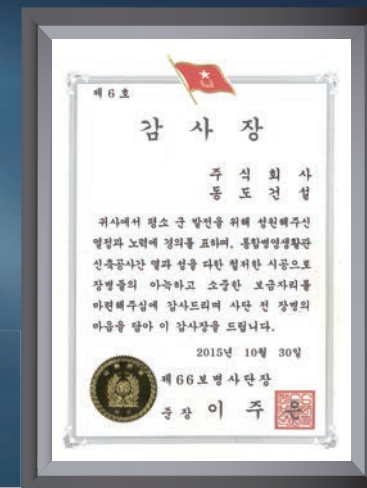 제 6 호
감 사 장
주 식 회 사
동 도 건 설
귀사에서 평소 군 발전을 위해 성원해주신
열정과 노력에 경의를 표하며, 통합병영생활관
신축공사간 열과 성을 다한 철저한 시공으로
장병들의 아늑하고 소중한 보금자리를
마련해주심에 감사드리며 사단 전 장병의
마음을 담아 이 감사장을 드립니다.
2015년 10월 30일
제66보병사단장
준장 이 주 은